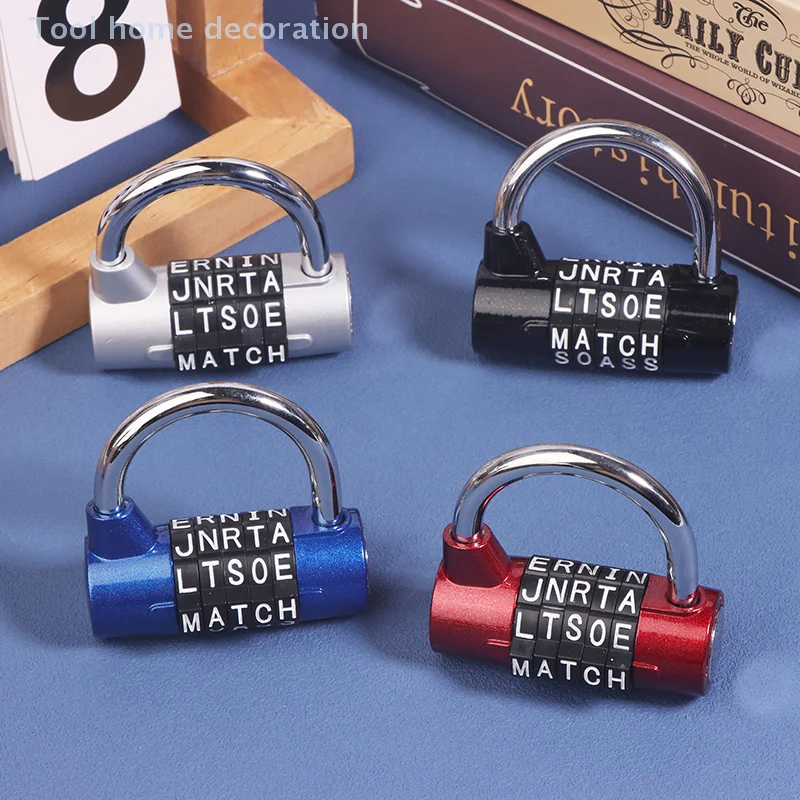 Tool home decoration
8
The
DAILY CU
THE WHOLE WORLD OF WIZAR
ERNIN
JNRTA
LTSOE
MATCH
JNRTA
LTSOE
MATCH
SOASS
ERNIN
JNRTA
LTSOE
MATCH
ERNIN
JNRTA
LTSOE
MATCH